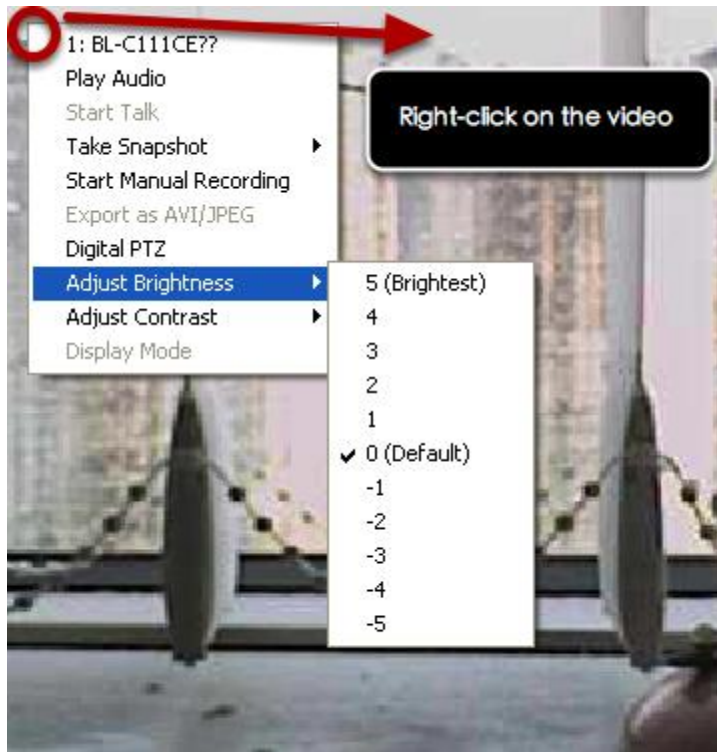 1: BL-C111CE??
Play Audio
Start Talk
Take Snapshot
Start Manual Recording
Export as AVI/JPEG
Digital PTZ
Adjust Brightness
Adjust Contrast
Display Mode
Right-click on the video
5 (Brightest)
4
3
2
1
0 (Default)
-1
-2
-3
-4
-5